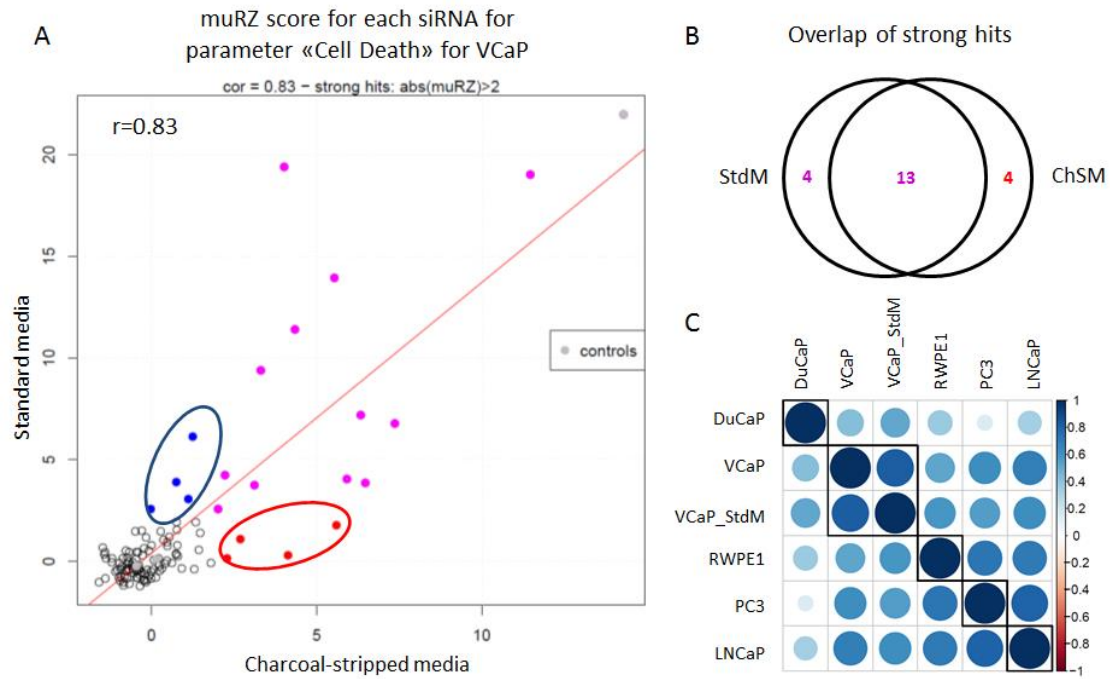 A
muRZ score for each siRNA for
parameter «Cell Death» for VCaP
cor = 0.83 − strong hits: abs(muRZ)>2
r=0.83
20
15
10
5
0
Standard media
controls
0 5 10
Charcoal-stripped media
B
Overlap of strong hits
StdM 4 13 4 ChSM
C
DuCaP VCaP VCaP_StdM RWPE1 PC3 LNCaP
DuCaP
VCaP
VCaP_StdM
RWPE1
PC3
LNCaP
1
0.8
0.6
0.4
0.2
0
−0.2
−0.4
−0.6
−0.8
−1